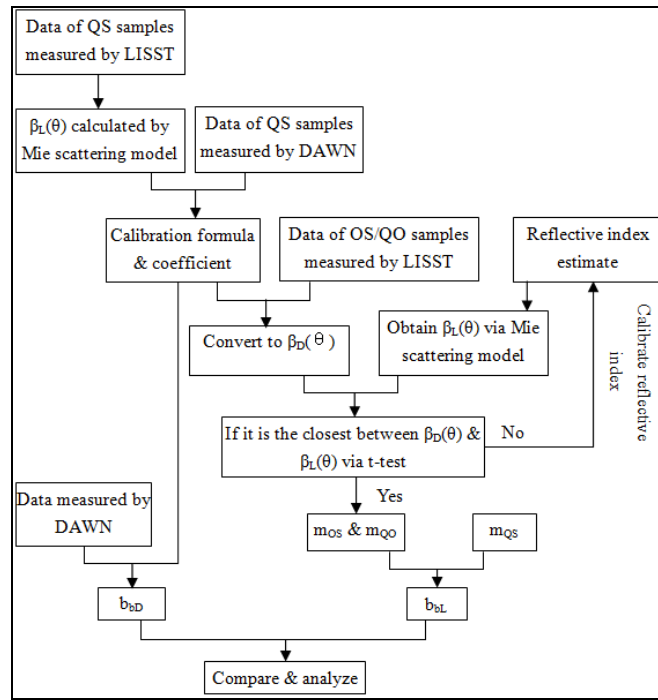 Data of QS samples
measured by LISST
βL(θ) calculated by
Mie scattering model
Data of QS samples
measured by DAWN
Calibration formula
& coefficient
Data of OS/QO samples
measured by LISST
Reflective index
estimate
Convert to βD(θ)
Obtain βL(θ) via Mie
scattering model
Calibrate reflective
index
If it is the closest between βD(θ) &
βL(θ) via t-test
No
Yes
Data measured by
DAWN
mOS & mQO
mQS
bbD
bbL
Compare & analyze